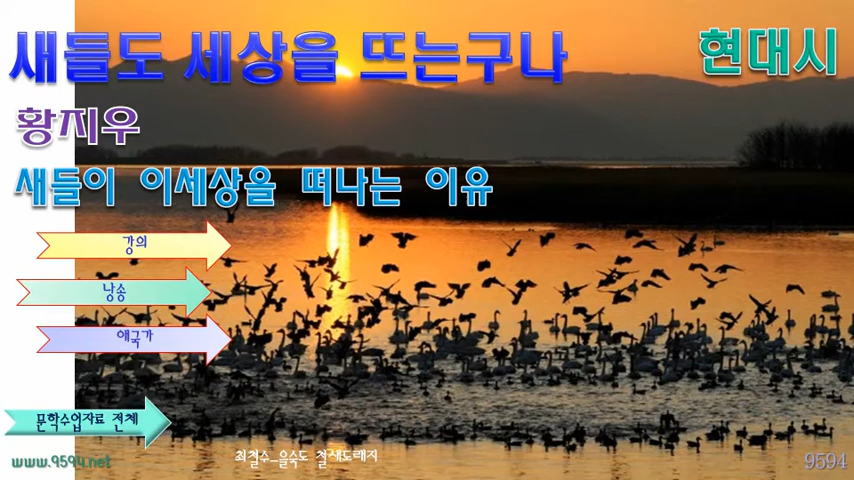 새들도 세상을 뜨는구나
현대시
황지우
새들이 이세상을 떠나는 이유
강의
낭송
애국가
문학수업자료 전체
www.9594.net
최철수_을숙도 철새도래지
9594